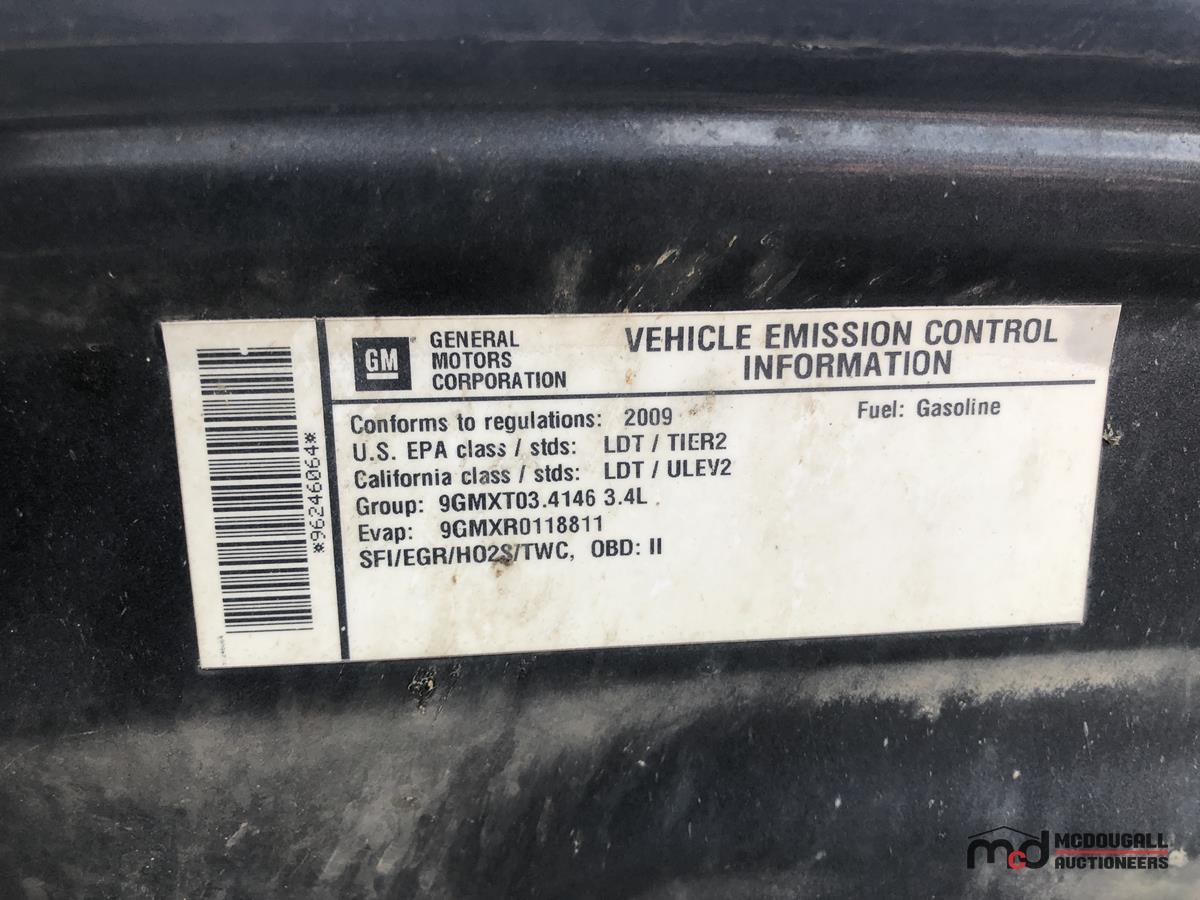 GM
GENERAL
MOTORS
CORPORATION
VEHICLE EMISSION CONTROL
INFORMATION
Conforms to regulations: 2009
Fuel: Gasoline
U.S. EPA class / stds: LDT / TIER2
California class / stds: LDT / ULEV2
Group: 9GMXT03.4146 3.4L
Evap: 9GMXR0118811
SFI/EGR/HO2S/TWC, OBD: II
*96246064*
mcd MCDOUGALL
AUCTIONEERS